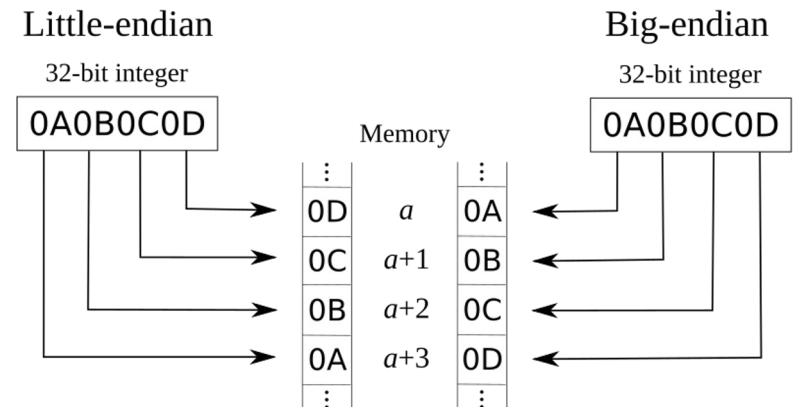 Little-endian
Big-endian
32-bit integer
32-bit integer
0A0B0C0D
0A0B0C0D
Memory
⋮ ⋮
0D a 0A
0C a+1 0B
0B a+2 0C
0A a+3 0D
⋮ ⋮